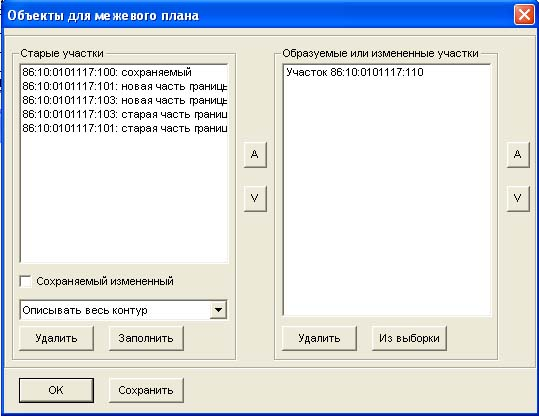 Объекты для межевого плана
Старые участки
86:10:0101117:100: сохраняемый
86:10:0101117:101: новая часть границы
86:10:0101117:103: новая часть границы
86:10:0101117:103: старая часть границ
86:10:0101117:101: старая часть границ
A
V
Сохраняемый измененный
Описывать весь контур
Удалить
Заполнить
Образуемые или измененные участки
Участок 86:10:0101117:110
A
V
Удалить
Из выборки
OK
Сохранить